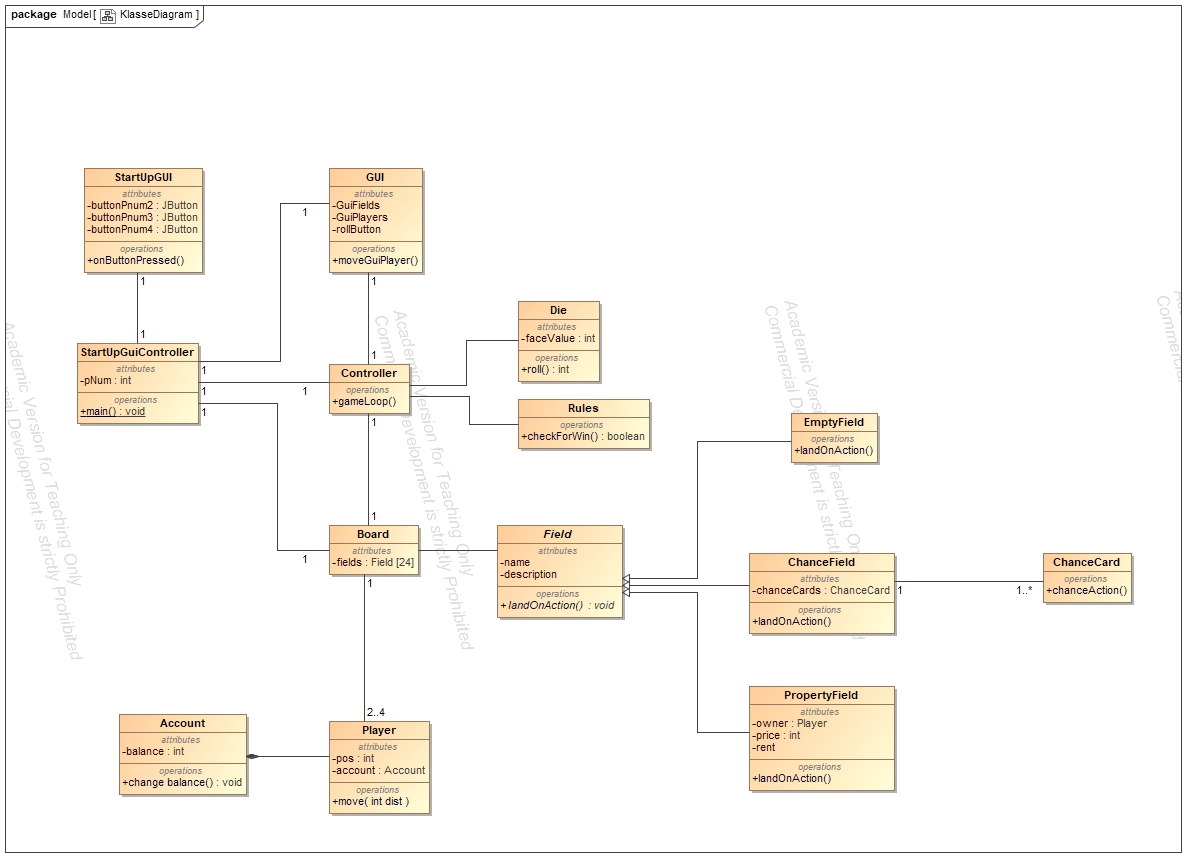 package Model[ KlasseDiagram ]
StartUpGUI
attributes
-buttonPnum2 : JButton
-buttonPnum3 : JButton
-buttonPnum4 : JButton
operations
+onButtonPressed()
1
1
GUI
attributes
-GuiFields
-GuiPlayers
-rollButton
operations
+moveGuiPlayer()
1
1
1
StartUpGuiController
attributes
-pNum : int
operations
+main() : void
1
1
1
1
1
Controller
operations
+gameLoop()
1
1
Die
attributes
-faceValue : int
operations
+roll() : int
Rules
operations
+checkForWin() : boolean
EmptyField
operations
+landOnAction()
Board
attributes
-fields : Field [24]
1
Field
attributes
-name
-description
operations
+landOnAction() : void
ChanceField
attributes
-chanceCards : ChanceCard
operations
+landOnAction()
1
1..*
ChanceCard
operations
+chanceAction()
PropertyField
attributes
-owner : Player
-price : int
-rent
operations
+landOnAction()
Account
attributes
-balance : int
operations
+change balance() : void
2..4
Player
attributes
-pos : int
-account : Account
operations
+move( int dist )
Academic Version for Teaching Only
Commercial Development is strictly Prohibited